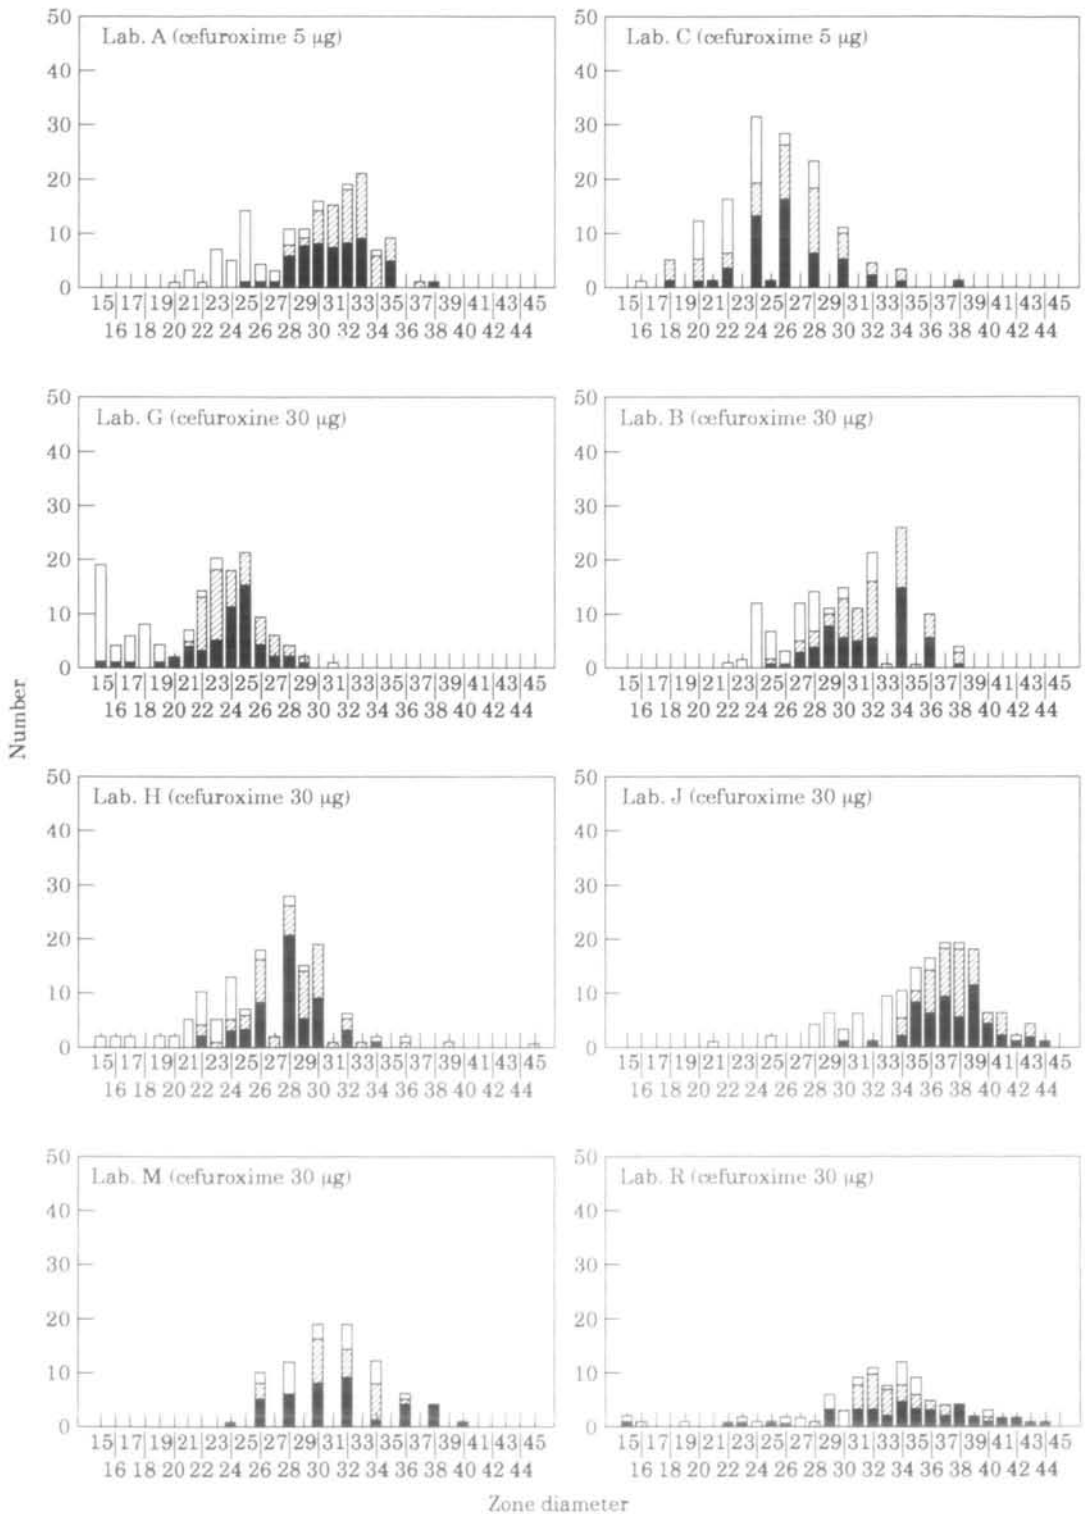 50
Lab. A (cefuroxime 5 μg)
40
30
20
10
0
15 17 19 21 23 25 27 29 31 33 35 37 39 41 43 45
16 18 20 22 24 26 28 30 32 34 36 38 40 42 44
50
Lab. C (cefuroxime 5 μg)
40
30
20
10
0
15 17 19 21 23 25 27 29 31 33 35 37 39 41 43 45
16 18 20 22 24 26 28 30 32 34 36 38 40 42 44
50
Lab. G (cefuroxine 30 μg)
40
30
20
10
0
15 17 19 21 23 25 27 29 31 33 35 37 39 41 43 45
16 18 20 22 24 26 28 30 32 34 36 38 40 42 44
50
Lab. B (cefuroxime 30 μg)
40
30
20
10
0
15 17 19 21 23 25 27 29 31 33 35 37 39 41 43 45
16 18 20 22 24 26 28 30 32 34 36 38 40 42 44
Number
50
Lab. H (cefuroxime 30 μg)
40
30
20
10
0
15 17 19 21 23 25 27 29 31 33 35 37 39 41 43 45
16 18 20 22 24 26 28 30 32 34 36 38 40 42 44
50
Lab. J (cefuroxime 30 μg)
40
30
20
10
0
15 17 19 21 23 25 27 29 31 33 35 37 39 41 43 45
16 18 20 22 24 26 28 30 32 34 36 38 40 42 44
50
Lab. M (cefuroxime 30 μg)
40
30
20
10
0
15 17 19 21 23 25 27 29 31 33 35 37 39 41 43 45
16 18 20 22 24 26 28 30 32 34 36 38 40 42 44
50
Lab. R (cefuroxime 30 μg)
40
30
20
10
0
15 17 19 21 23 25 27 29 31 33 35 37 39 41 43 45
16 18 20 22 24 26 28 30 32 34 36 38 40 42 44
Zone diameter